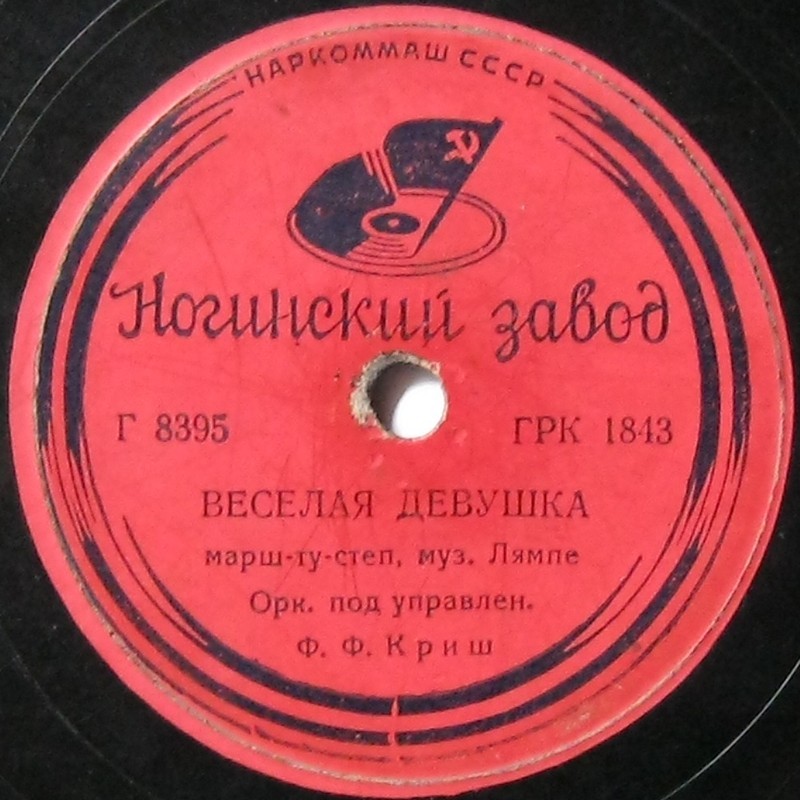 НАРКОММАШ СССР
Ногинский завод
Г 8395 ГРК 1843
ВЕСЕЛАЯ ДЕВУШКА
марш-ту-степ, муз. Лямпе
Орк. под управлен.
Ф. Ф. Криш